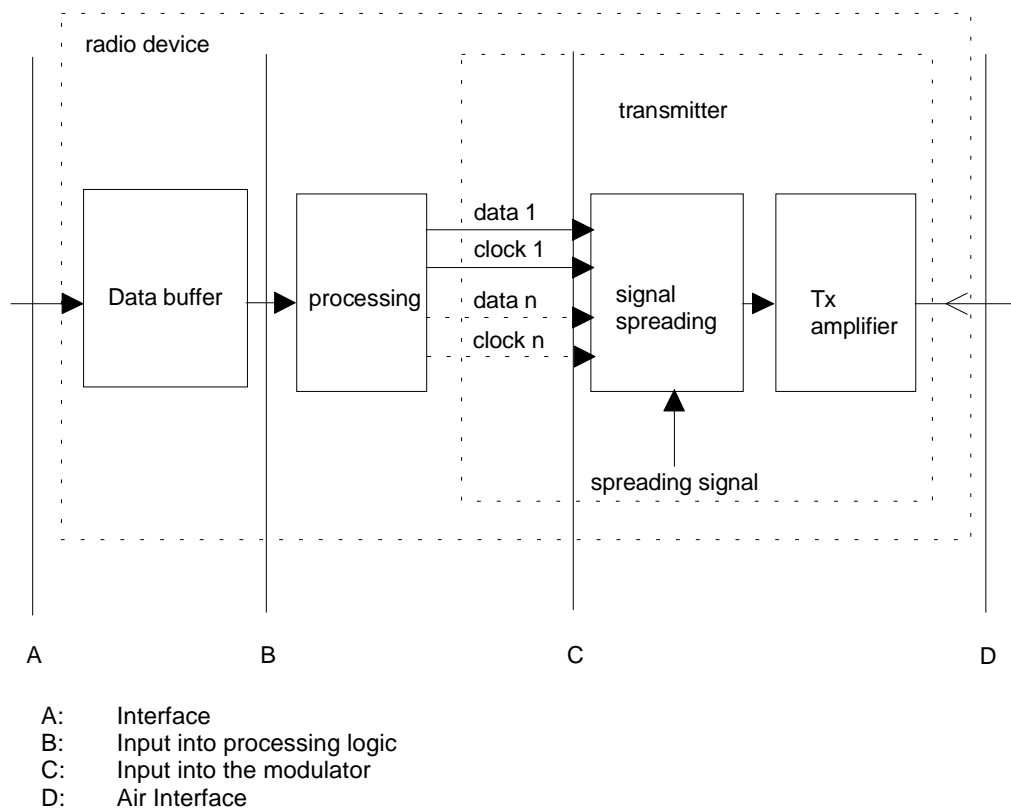 radio device
transmitter
data 1
clock 1
Data buffer
processing
data n
clock n
signal
spreading
Tx
amplifier
spreading signal
A
B
C
D
A: Interface
B: Input into processing logic
C: Input into the modulator
D: Air Interface